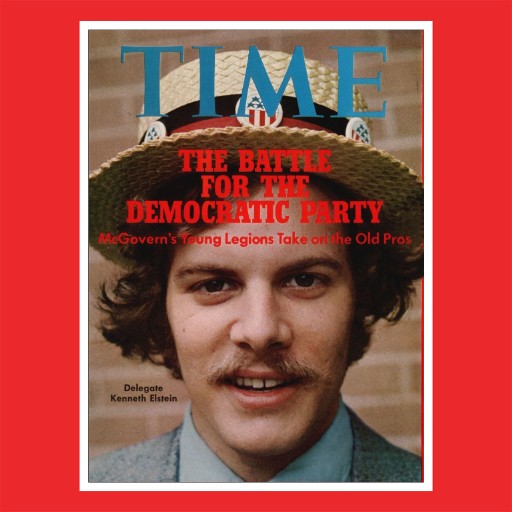 TIME
THE BATTLE
FOR THE
DEMOCRATIC PARTY
McGovern's Young Legions Take on the Old Pros
Delegate
Kenneth Elstein